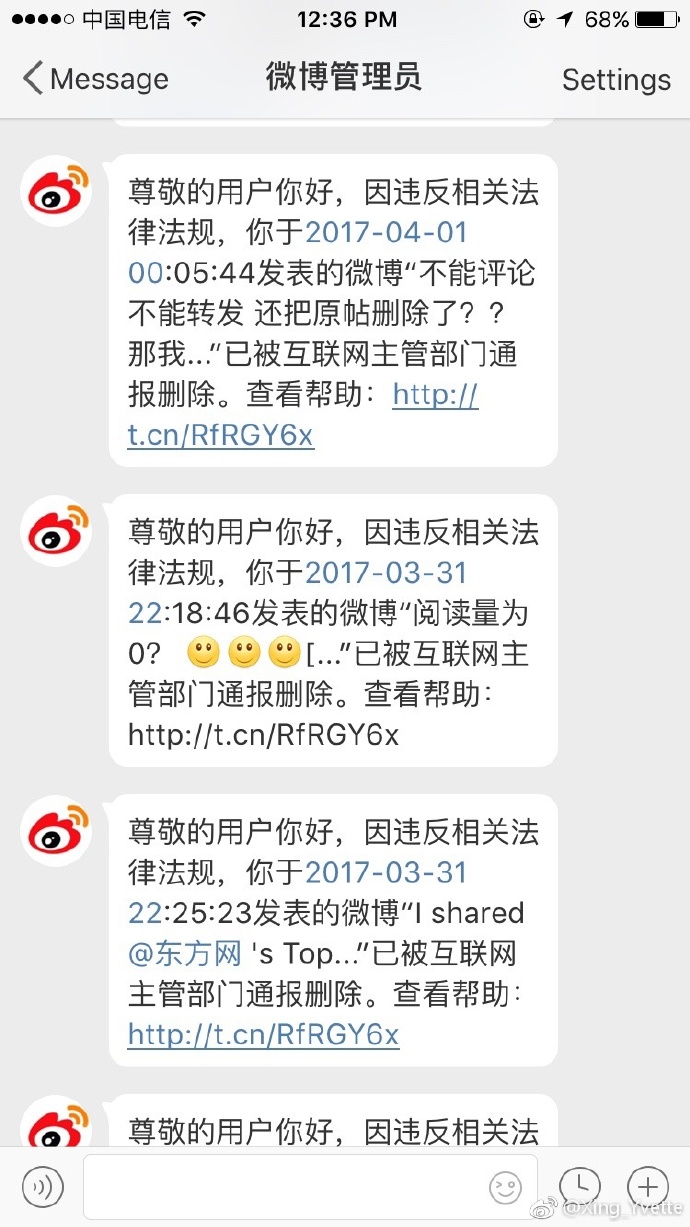 中国电信 12:36 PM 68%
Message 微博管理员 Settings
尊敬的用户你好，因违反相关法
律法规，你于2017-04-01
00:05:44发表的微博“不能评论
不能转发 还把原帖删除了？？
那我...“已被互联网主管部门通
报删除。查看帮助：http://
t.cn/RfRGY6x
尊敬的用户你好，因违反相关法
律法规，你于2017-03-31
22:18:46发表的微博“阅读量为
0？ 🙂🙂🙂[...”已被互联网主
管部门通报删除。查看帮助：
http://t.cn/RfRGY6x
尊敬的用户你好，因违反相关法
律法规，你于2017-03-31
22:25:23发表的微博“I shared
@东方网 's Top...”已被互联网
主管部门通报删除。查看帮助：
http://t.cn/RfRGY6x
尊敬的用户你好，因违反相关法
@Xing_Yvette